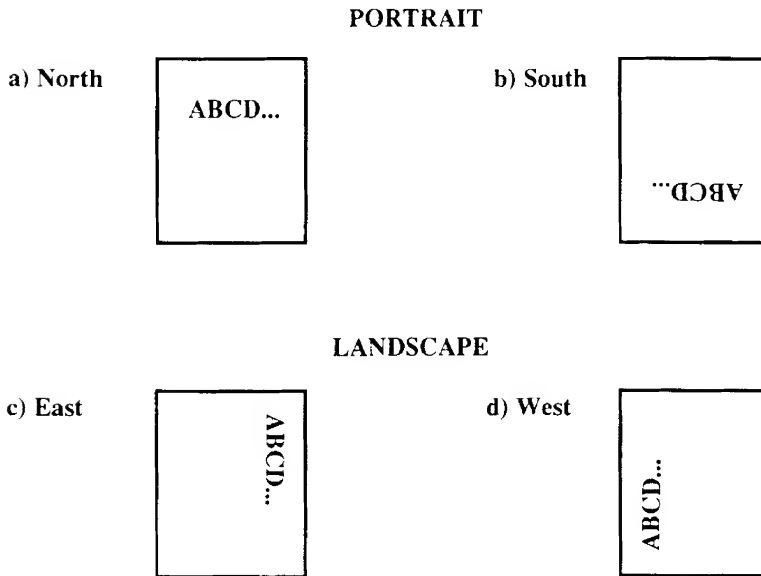 PORTRAIT
a) North
ABCD...
b) South
ABCD...
LANDSCAPE
c) East
ABCD...
d) West
ABCD...